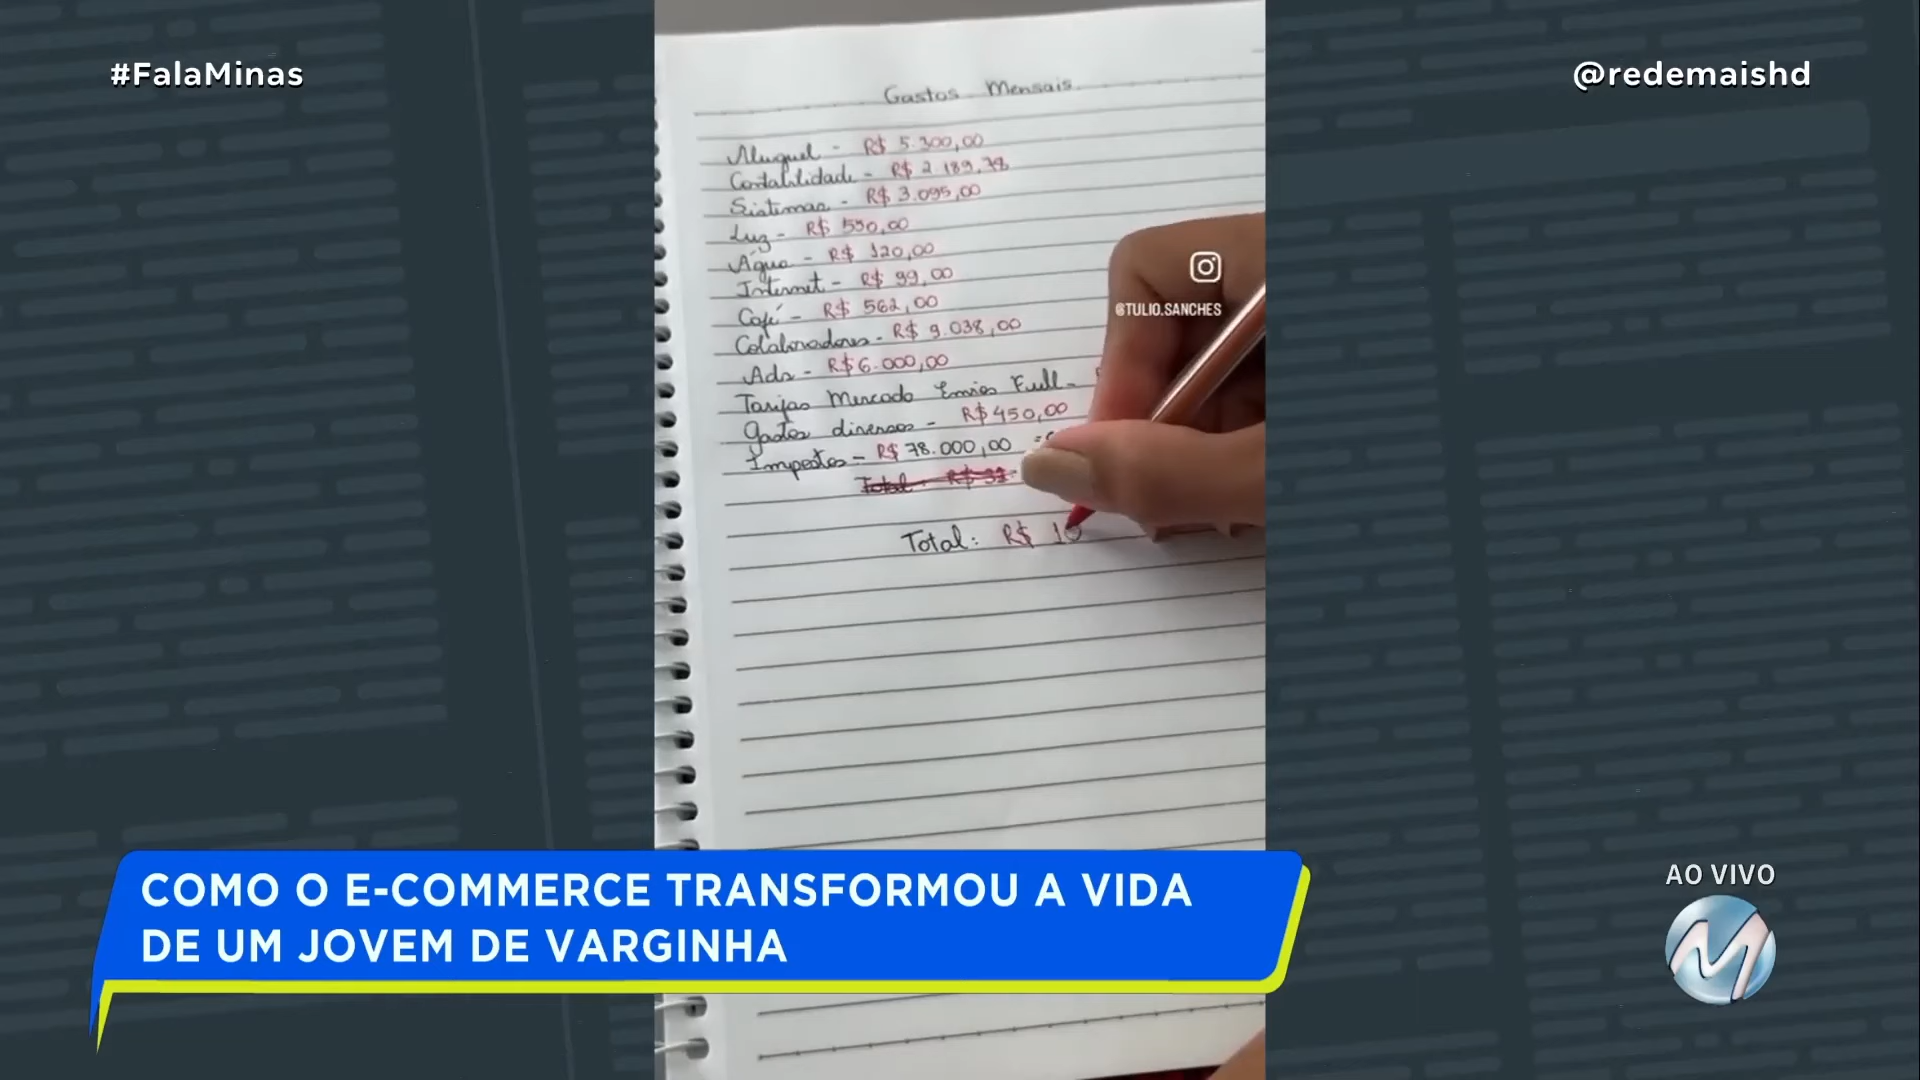 #FalaMinas
@redemaishd
Gastos Mensais
Aluguel - R$ 5.300,00
Contabilidade - R$ 2 189,78
Sistemas - R$ 3.095,00
Luz - R$ 550,00
Água - R$ 120,00
Internet - R$ 99,00
Café - R$ 562,00
Colaboradores - R$ 9.038,00
Ads - R$ 6.000,00
Tarifas Mercado Envios Full -
Gastos diversos - R$ 450,00
Impostos - R$ 78.000,00
Total - R$
Total: R$ 10
@TULIO.SANCHES
COMO O E-COMMERCE TRANSFORMOU A VIDA
DE UM JOVEM DE VARGINHA
AO VIVO